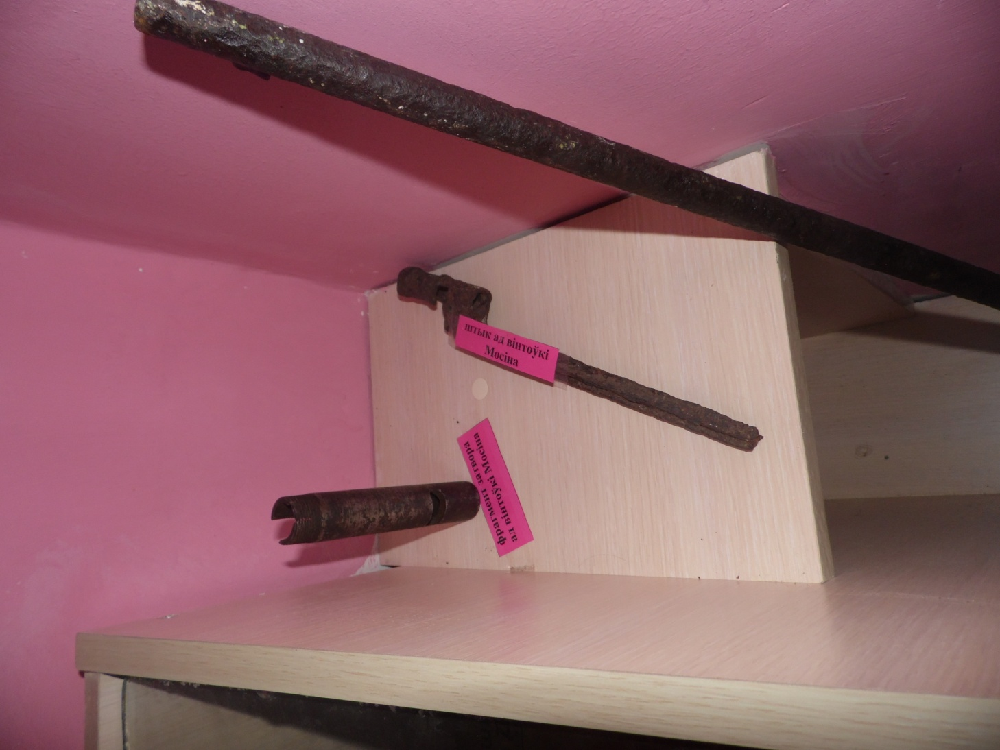 штык ад вінтоўкі
Мосіна
фрагмент затвора
ад вінтоўкі Мосіна